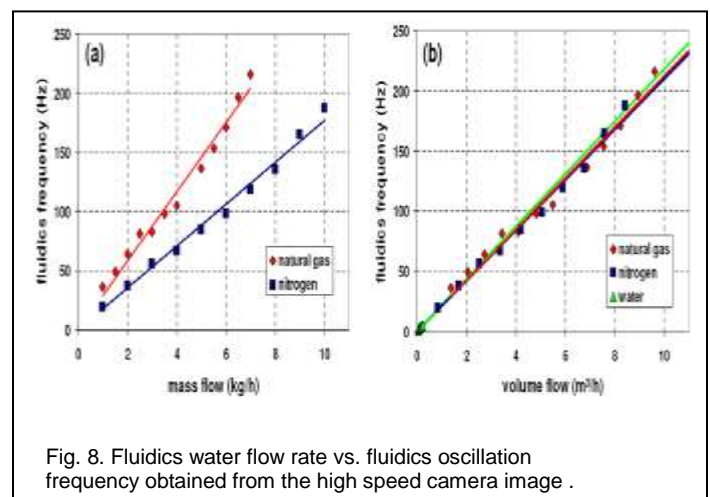 250
200
150
100
50
0
fluidics frequency (Hz)
(a)
natural gas
nitrogen
0 2 4 6 8 10
mass flow (kg/h)
250
200
150
100
50
0
fluidics frequency (Hz)
(b)
natural gas
nitrogen
water
0 2 4 6 8 10
volume flow (m³/h)
Fig. 8. Fluidics water flow rate vs. fluidics oscillation
frequency obtained from the high speed camera image .